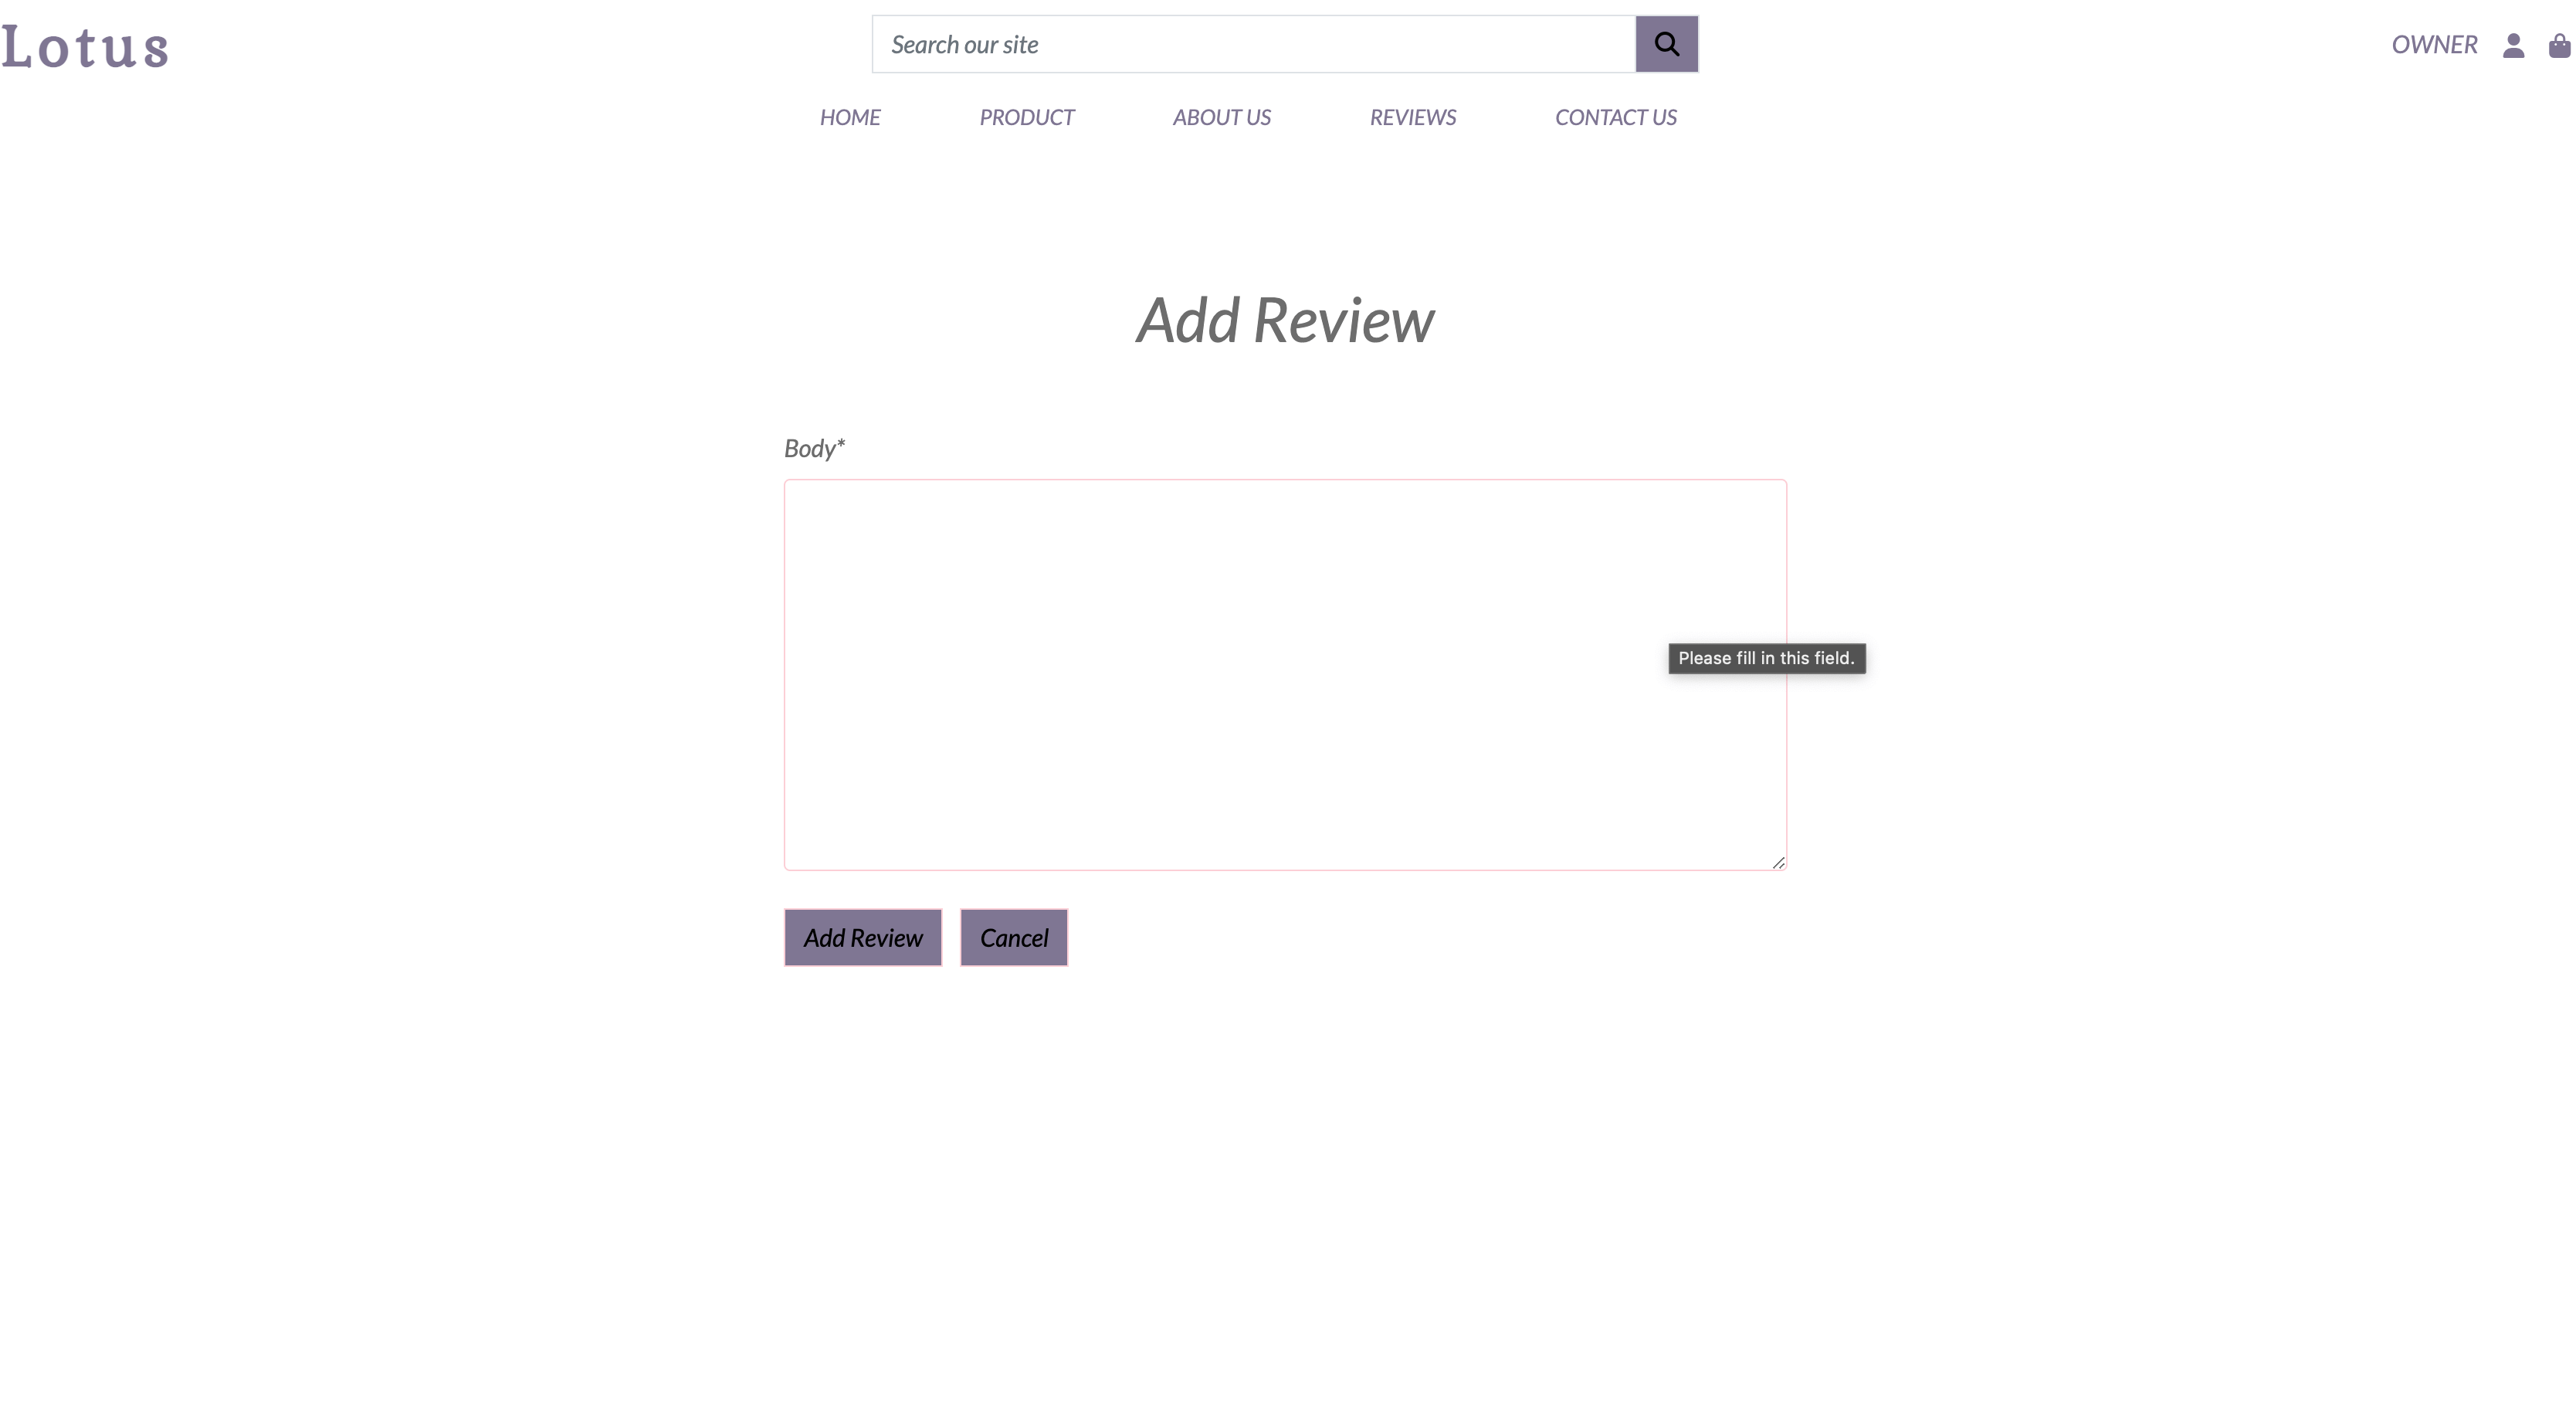 Lotus
Search our site
OWNER
HOME PRODUCT ABOUT US REVIEWS CONTACT US
Add Review
Body*
Please fill in this field.
Add Review Cancel